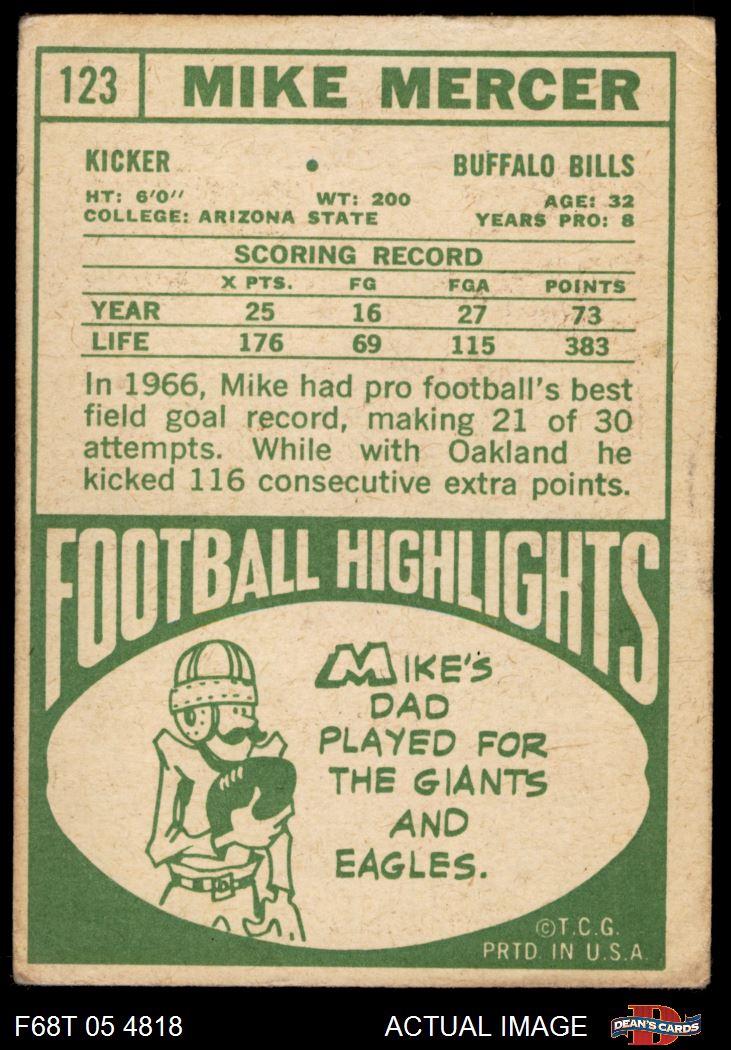 123 MIKE MERCER
KICKER • BUFFALO BILLS
HT: 6'0" WT: 200 AGE: 32
COLLEGE: ARIZONA STATE YEARS PRO: 8
SCORING RECORD
X PTS. FG FGA POINTS
YEAR 25 16 27 73
LIFE 176 69 115 383
In 1966, Mike had pro football's best
field goal record, making 21 of 30
attempts. While with Oakland he
kicked 116 consecutive extra points.
FOOTBALL HIGHLIGHTS
MIKE'S
DAD
PLAYED FOR
THE GIANTS
AND
EAGLES.
©T.C.G.
PRTD. IN U.S.A.
F68T 05 4818 ACTUAL IMAGE D DEAN'S CARDS